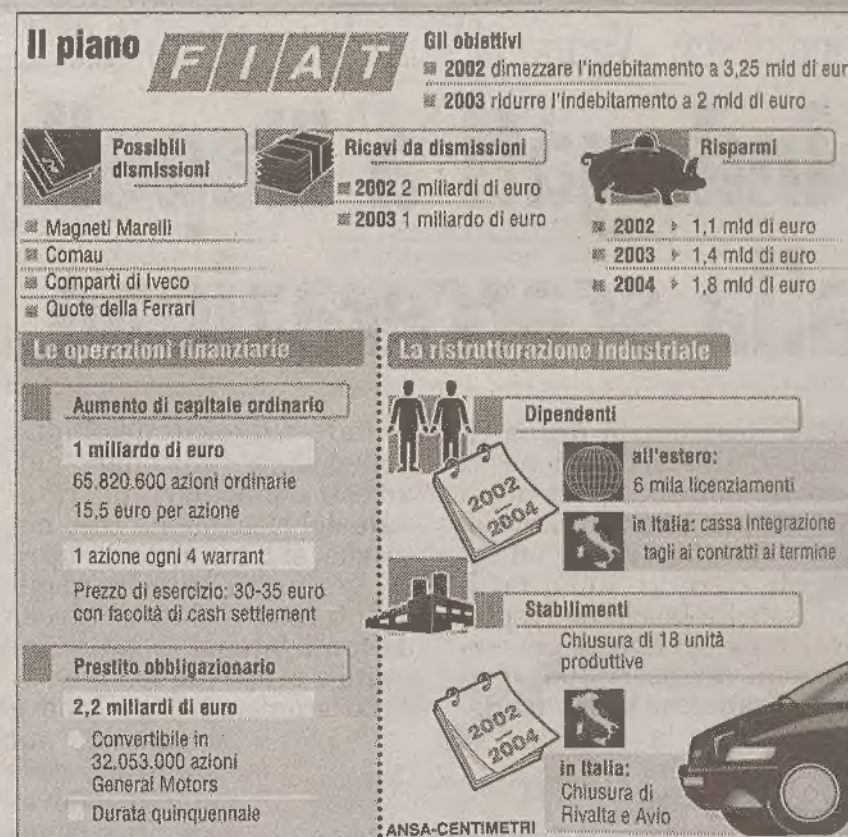 Il piano
FIAT
Gli obiettivi
2002 dimezzare l'indebitamento a 3,25 mld di eur
2003 ridurre l'indebitamento a 2 mld di euro
Possibili
dismissioni
Magneti Marelli
Comau
Comparti di Iveco
Quote della Ferrari
Ricavi da dismissioni
2002 2 miliardi di euro
2003 1 miliardo di euro
Risparmi
2002 1,1 mld di euro
2003 1,4 mld di euro
2004 1,8 mld di euro
Le operazioni finanziarie
Aumento di capitale ordinario
1 miliardo di euro
65.820.600 azioni ordinarie
15,5 euro per azione
1 azione ogni 4 warrant
Prezzo di esercizio: 30-35 euro
con facoltà di cash settlement
Prestito obbligazionario
2,2 miliardi di euro
Convertibile in
32.053.000 azioni
General Motors
Durata quinquennale
La ristrutturazione industriale
Dipendenti
2002
2004
all'estero:
6 mila licenziamenti
in Italia: cassa integrazione
tagli ai contratti al termine
Stabilimenti
Chiusura di 18 unità
produttive
2002
2004
in Italia:
Chiusura di
Rivalta e Avio
ANSA-CENTIMETRI